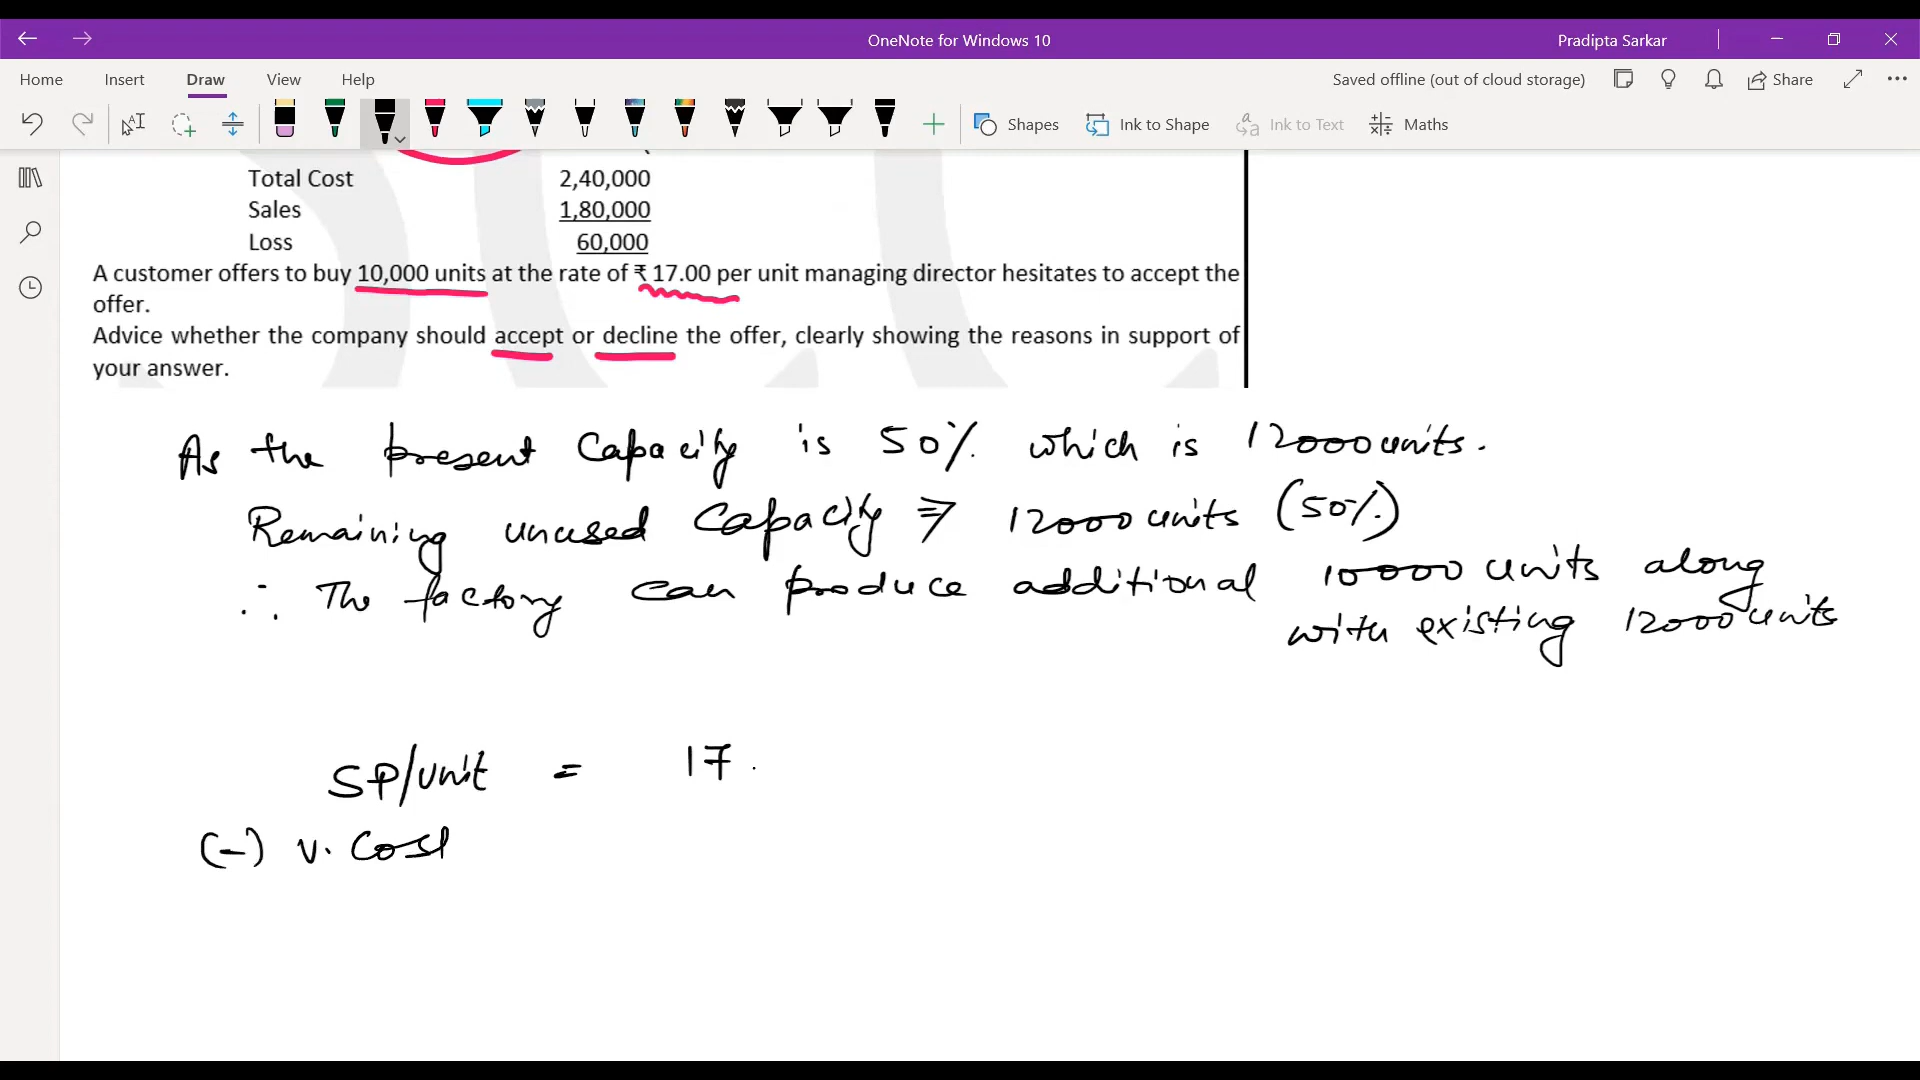 OneNote for Windows 10
Pradipta Sarkar
Home Insert Draw View Help
Saved offline (out of cloud storage)
Share
Shapes
Ink to Shape
Ink to Text
Maths
Total Cost 2,40,000
Sales 1,80,000
Loss 60,000
A customer offers to buy 10,000 units at the rate of ₹ 17.00 per unit managing director hesitates to accept the
offer.
Advice whether the company should accept or decline the offer, clearly showing the reasons in support of
your answer.
As the present Capacity is 50% which is 12000 units.
Remaining unused Capacity ⇒ 12000 units (50%)
∴ The factory can produce additional 10000 units along
with existing 12000 units
SP/unit = 17.
(-) V. Cost